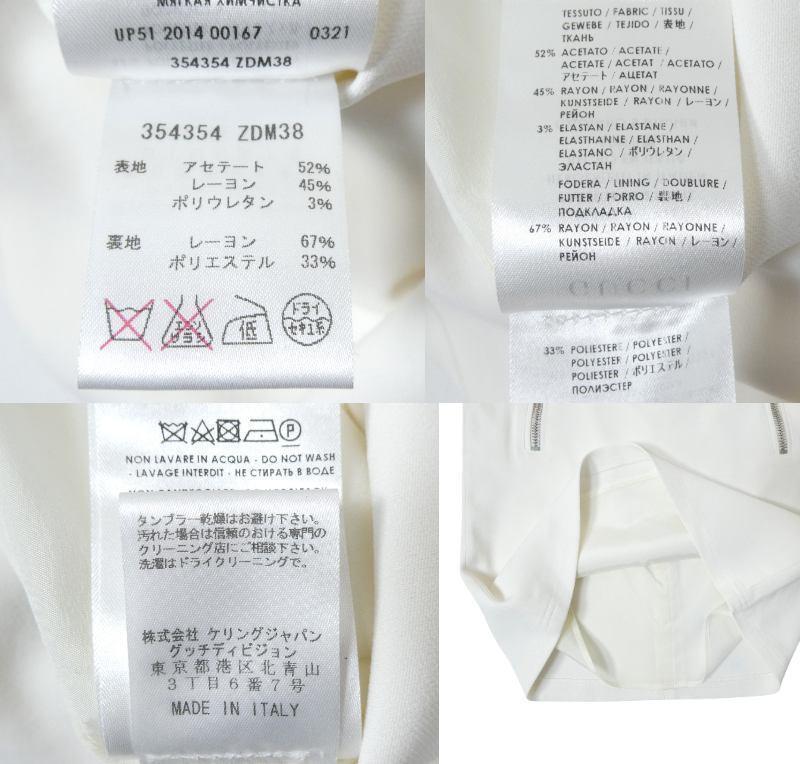 МЯГКАЯ ХИМЧИСТКА
UP51 2014 00167 0321
354354 ZDM38
354354 ZDM38
表地 アセテート 52%
レーヨン 45%
ポリウレタン 3%
裏地 レーヨン 67%
ポリエステル 33%
エンソ
サラシ
低
ドライ
セキユ系
TESSUTO / FABRIC / TISSU /
GEWEBE / TEJIDO / 表地 /
ТКАНЬ
52% ACETATO / ACETATE /
ACETATE / ACETAT / ACETATO /
アセテート / АЦЕТАТ
45% RAYON / RAYON / RAYONNE /
KUNSTSEIDE / RAYON / レーヨン /
РЕЙОН
3% ELASTAN / ELASTANE /
ELASTHANNE / ELASTHAN /
ELASTANO / ポリウレタン /
ЭЛАСТАН
FODERA / LINING / DOUBLURE /
FUTTER / FORRO / 裏地 /
ПОДКЛАДКА
67% RAYON / RAYON / RAYONNE /
KUNSTSEIDE / RAYON / レーヨン /
РЕЙОН
GUCCI
33% POLIESTERE / POLYESTER /
POLYESTER / POLYESTER /
POLIESTER / ポリエステル /
ПОЛИЭСТЕР
P
NON LAVARE IN ACQUA - DO NOT WASH
- LAVAGE INTERDIT - НЕ СТИРАТЬ В ВОДЕ
タンブラー乾燥はお避け下さい。
汚れた場合は信頼のおける専門の
クリーニング店にご相談下さい。
洗濯はドライクリーニングで。
株式会社 ケリングジャパン
グッチディビジョン
東京都港区北青山
3丁目6番7号
MADE IN ITALY